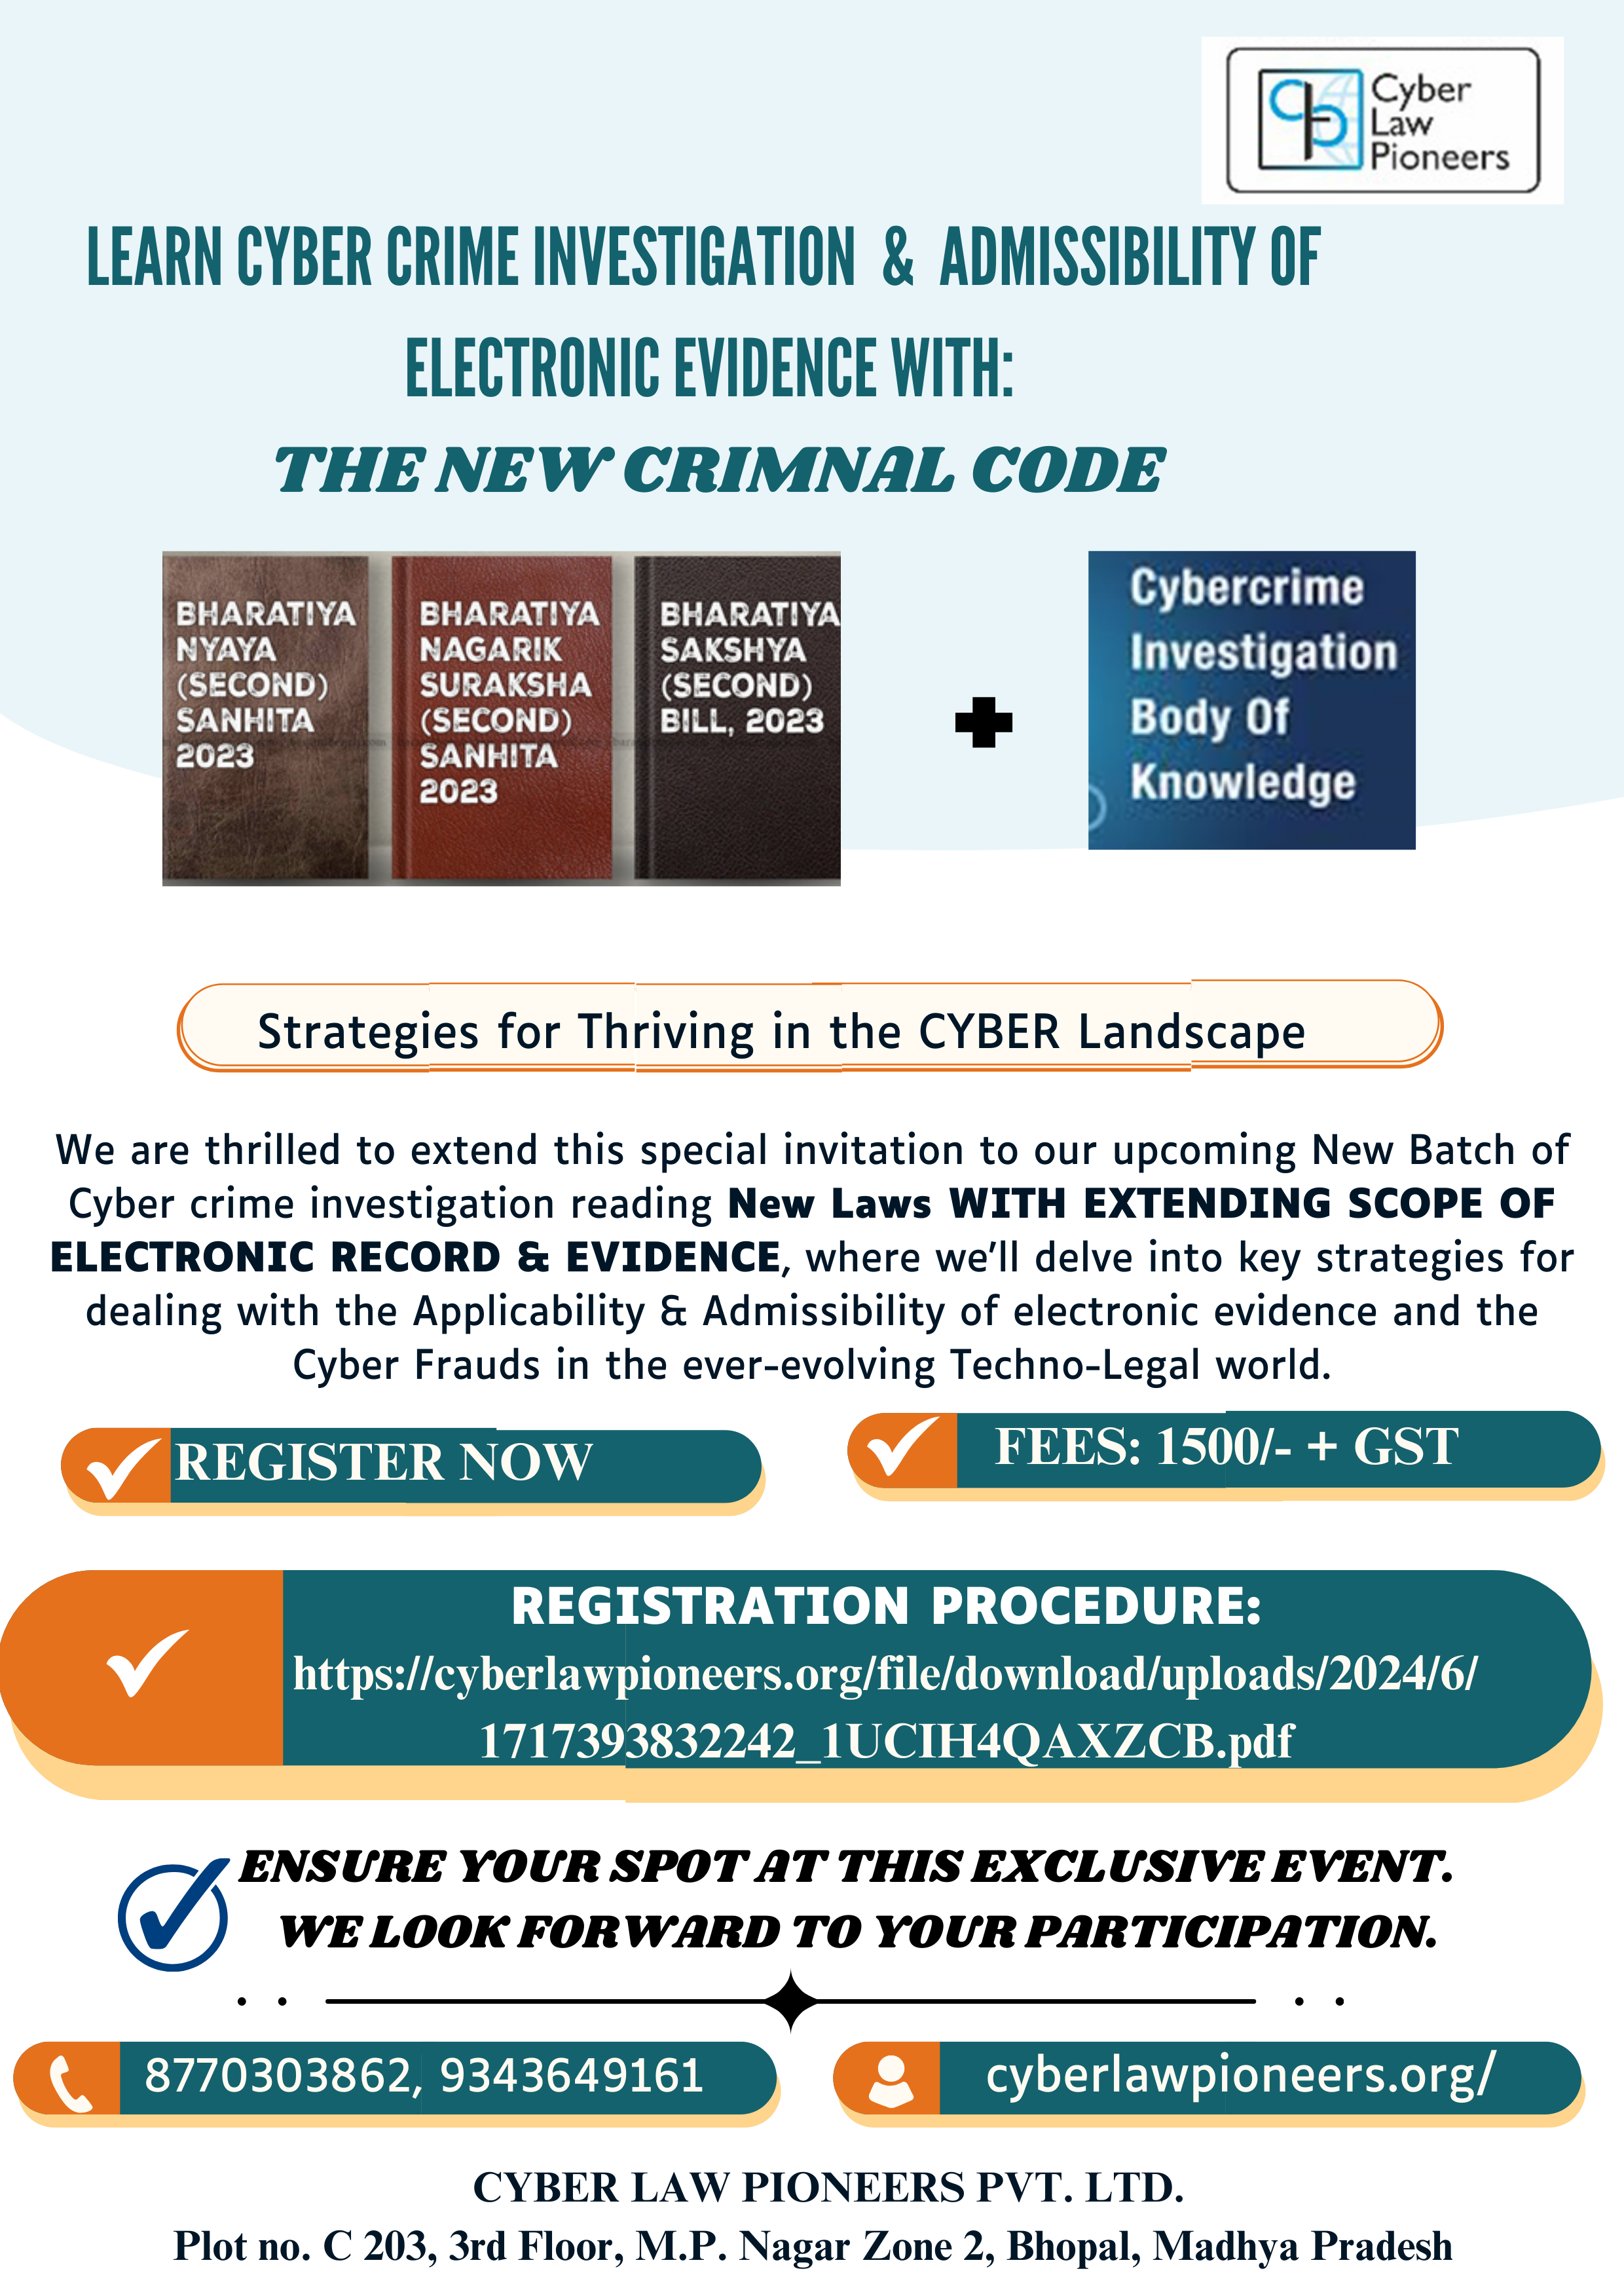 Cyber
Law
Pioneers
LEARN CYBER CRIME INVESTIGATION & ADMISSIBILITY OF
ELECTRONIC EVIDENCE WITH:
THE NEW CRIMNAL CODE
BHARATIYA
NYAYA
(SECOND)
SANHITA
2023
BHARATIYA
NAGARIK
SURAKSHA
(SECOND)
SANHITA
2023
BHARATIYA
SAKSHYA
(SECOND)
BILL, 2023
Cybercrime
Investigation
Body Of
Knowledge
Strategies for Thriving in the CYBER Landscape
We are thrilled to extend this special invitation to our upcoming New Batch of
Cyber crime investigation reading New Laws WITH EXTENDING SCOPE OF
ELECTRONIC RECORD & EVIDENCE, where we'll delve into key strategies for
dealing with the Applicability & Admissibility of electronic evidence and the
Cyber Frauds in the ever-evolving Techno-Legal world.
REGISTER NOW
FEES: 1500/- + GST
REGISTRATION PROCEDURE:
https://cyberlawpioneers.org/file/download/uploads/2024/6/
1717393832242_1UCIH4QAXZCB.pdf
ENSURE YOUR SPOT AT THIS EXCLUSIVE EVENT.
WE LOOK FORWARD TO YOUR PARTICIPATION.
8770303862, 9343649161
cyberlawpioneers.org/
CYBER LAW PIONEERS PVT. LTD.
Plot no. C 203, 3rd Floor, M.P. Nagar Zone 2, Bhopal, Madhya Pradesh